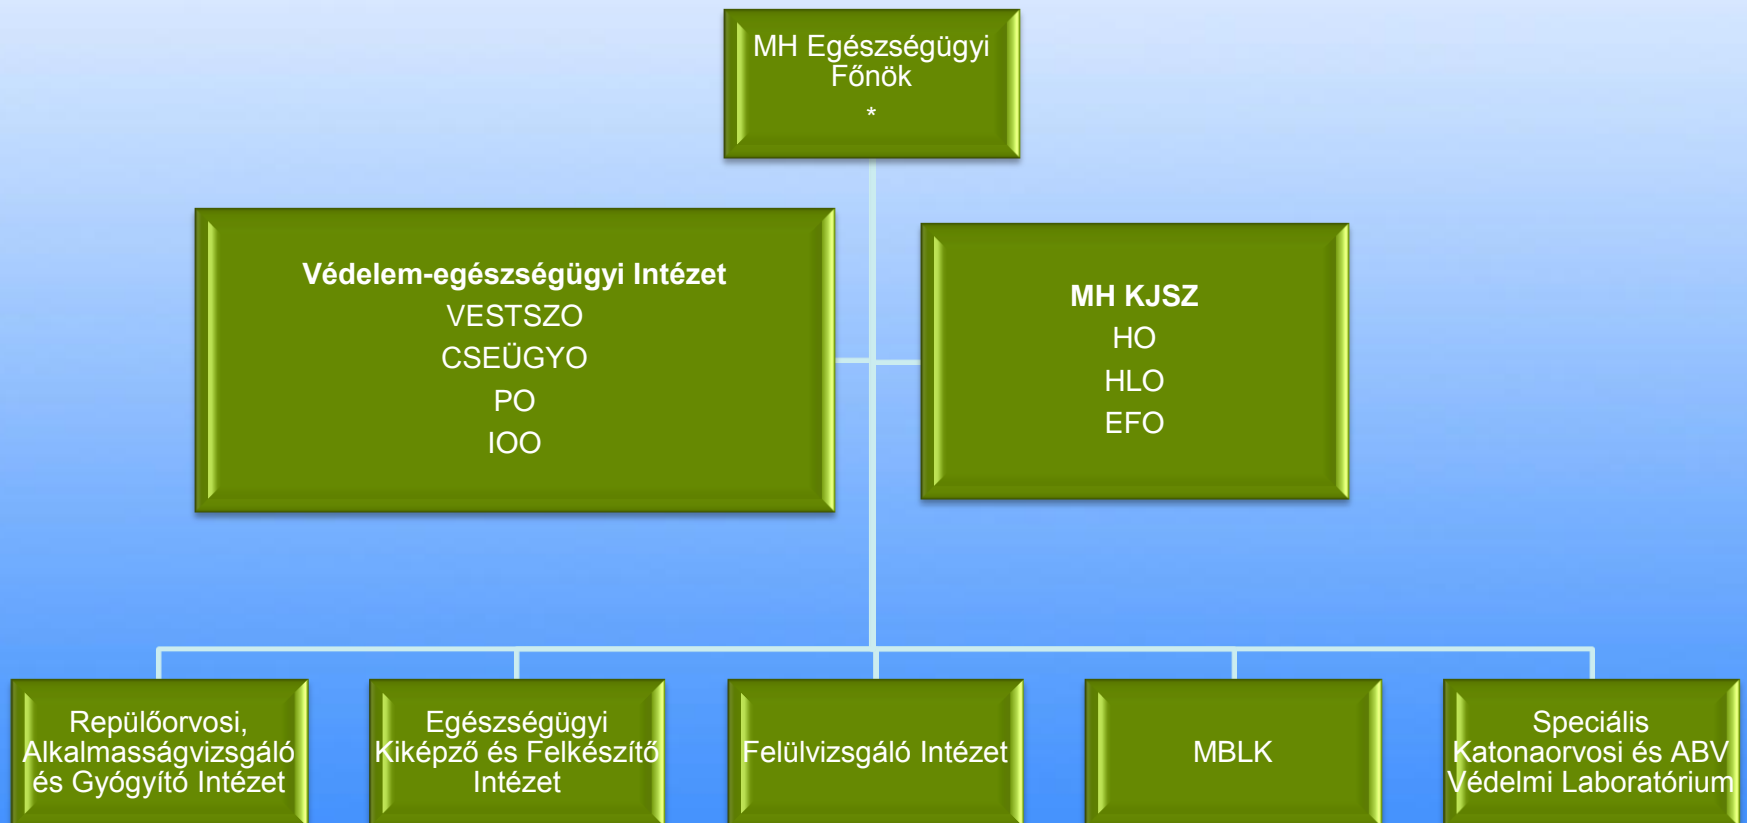 MH Egészségügyi
Főnök
*
Védelem-egészségügyi Intézet
VESTSZO
CSEÜGYO
PO
IOO
MH KJSZ
HO
HLO
EFO
Repülőorvosi,
Alkalmasságvizsgáló
és Gyógyító Intézet
Egészségügyi
Kiképző és Felkészítő
Intézet
Felülvizsgáló Intézet
MBLK
Speciális
Katonaorvosi és ABV
Védelmi Laboratórium